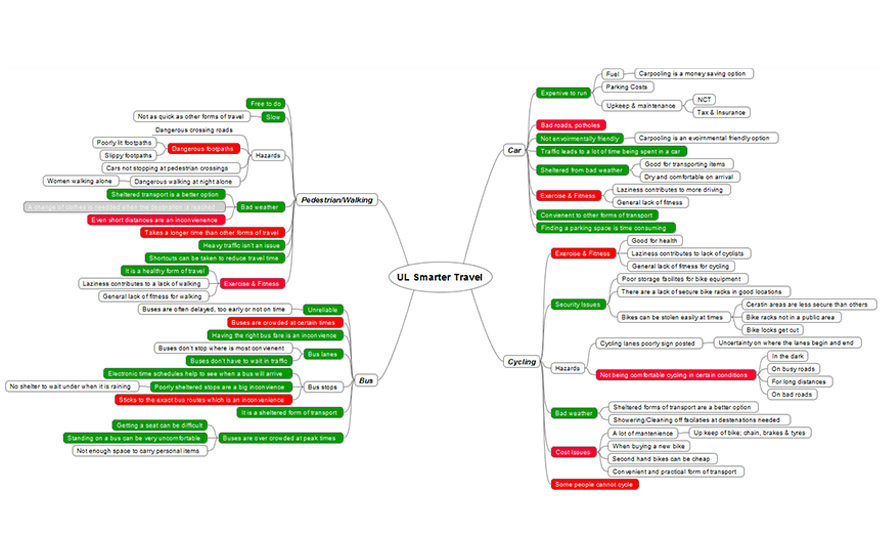 UL Smarter Travel
Pedestrian/Walking
Free to do
Slow
Not as quick as other forms of travel
Hazards
Dangerous crossing roads
Dangerous footpaths
Poorly lit footpaths
Slippy footpaths
Cars not stopping at pedestrian crossings
Dangerous walking at night alone
Women walking alone
Bad weather
Sheltered transport is a better option
A change of clothes is needed when the destination is reached
Even short distances are an inconvienence
Takes a longer time than other forms of travel
Heavy traffic isn't an issue
Shortcuts can be taken to reduce travel time
Exercise & Fitness
It is a healthy form of travel
Laziness contributes to a lack of walking
General lack of fitness for walking
Bus
Unreliable
Buses are often delayed, too early or not on time
Buses are crowded at certain times
Having the right bus fare is an inconvience
Bus lanes
Buses don't stop where is most convenent
Buses don't have to wait in traffic
Bus stops
Electronic time schedules help to see when a bus will arrive
Poorly sheltered stops are a big inconvience
No shelter to wait under when it is raining
Sticks to the exact bus routes which is an inconvenience
It is a sheltered form of transport
Buses are over crowded at peak times
Getting a seat can be difficult
Standing on a bus can be very uncomfortable
Not enough space to carry personal items
Car
Expenive to run
Fuel
Carpooling is a money saving option
Parking Costs
Upkeep & maintenance
NCT
Tax & Insurance
Bad roads, potholes
Not enviormentally friendly
Carpooling is an evoirnmental friendly option
Traffic leads to a lot of time being spent in a car
Sheltered from bad weather
Good for transporting items
Dry and comfortable on arrival
Exercise & Fitness
Laziness contributes to more driving
General lack of fitness
Convienent to other forms of transport
Finding a parking space is time consuming
Cycling
Exercise & Fitness
Good for health
Laziness contributes to lack of cyclists
General lack of fitness for cycling
Security Issues
Poor storage facilites for bike equipment
There are a lack of secure bike racks in good locations
Bikes can be stolen easily at times
Ceratin areas are less secure than others
Bike racks not in a public area
Bike locks get cut
Hazards
Cycling lanes poorly sign posted
Uncertainty on where the lanes begin and end
Not being comfortable cycling in certain conditions
In the dark
On busy roads
For long distances
On bad roads
Bad weather
Sheltered forms of transport are a better option
Showering/Cleaning off facilaties at destenations needed
Cost Issues
A lot of mantenience
Up keep of bike; chain, brakes & tyres
When buying a new bike
Second hand bikes can be cheap
Convenient and practical form of transport
Some people cannot cycle